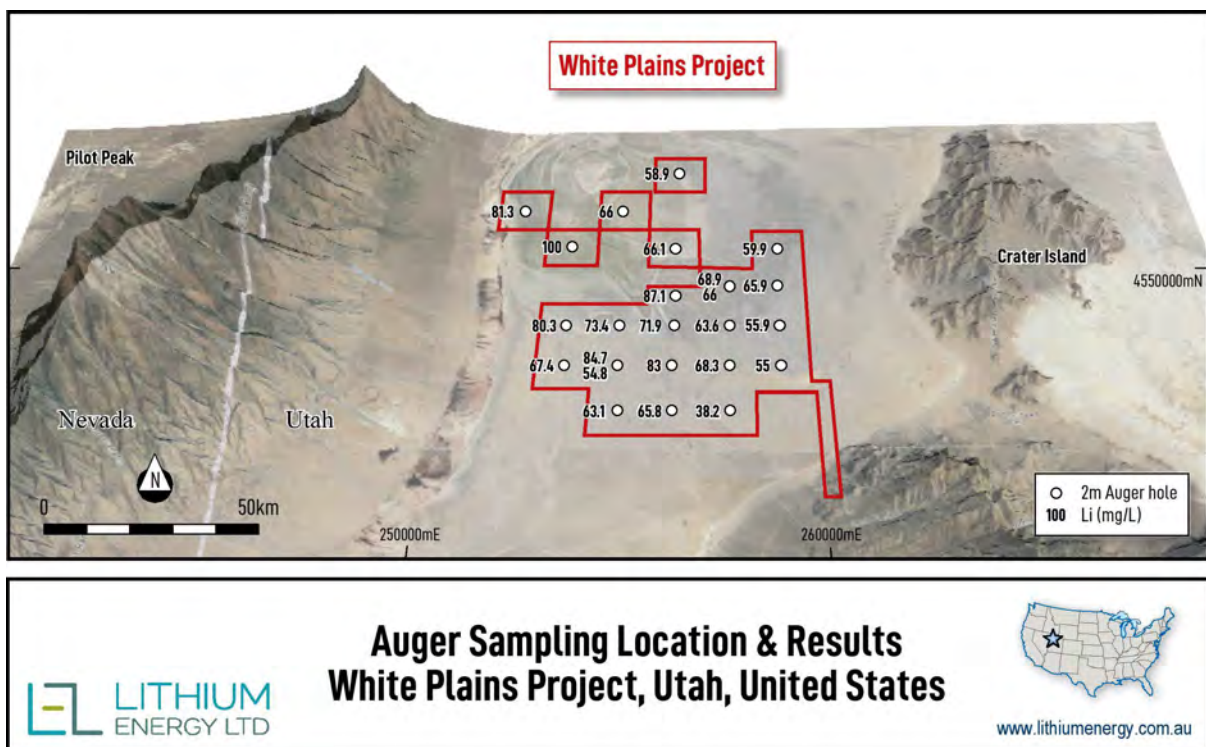 White Plains Project
Pilot Peak
58.9
81.3
66
100
66.1
59.9
Crater Island
68.9
66
65.9
4550000mN
87.1
80.3
73.4
71.9
63.6
55.9
67.4
84.7
54.8
83
68.3
55
63.1
65.8
38.2
Nevada
Utah
N
0
50km
250000mE
260000mE
2m Auger hole
100 Li (mg/L)
Auger Sampling Location & Results
White Plains Project, Utah, United States
LEL
LITHIUM
ENERGY LTD
www.lithiumenergy.com.au